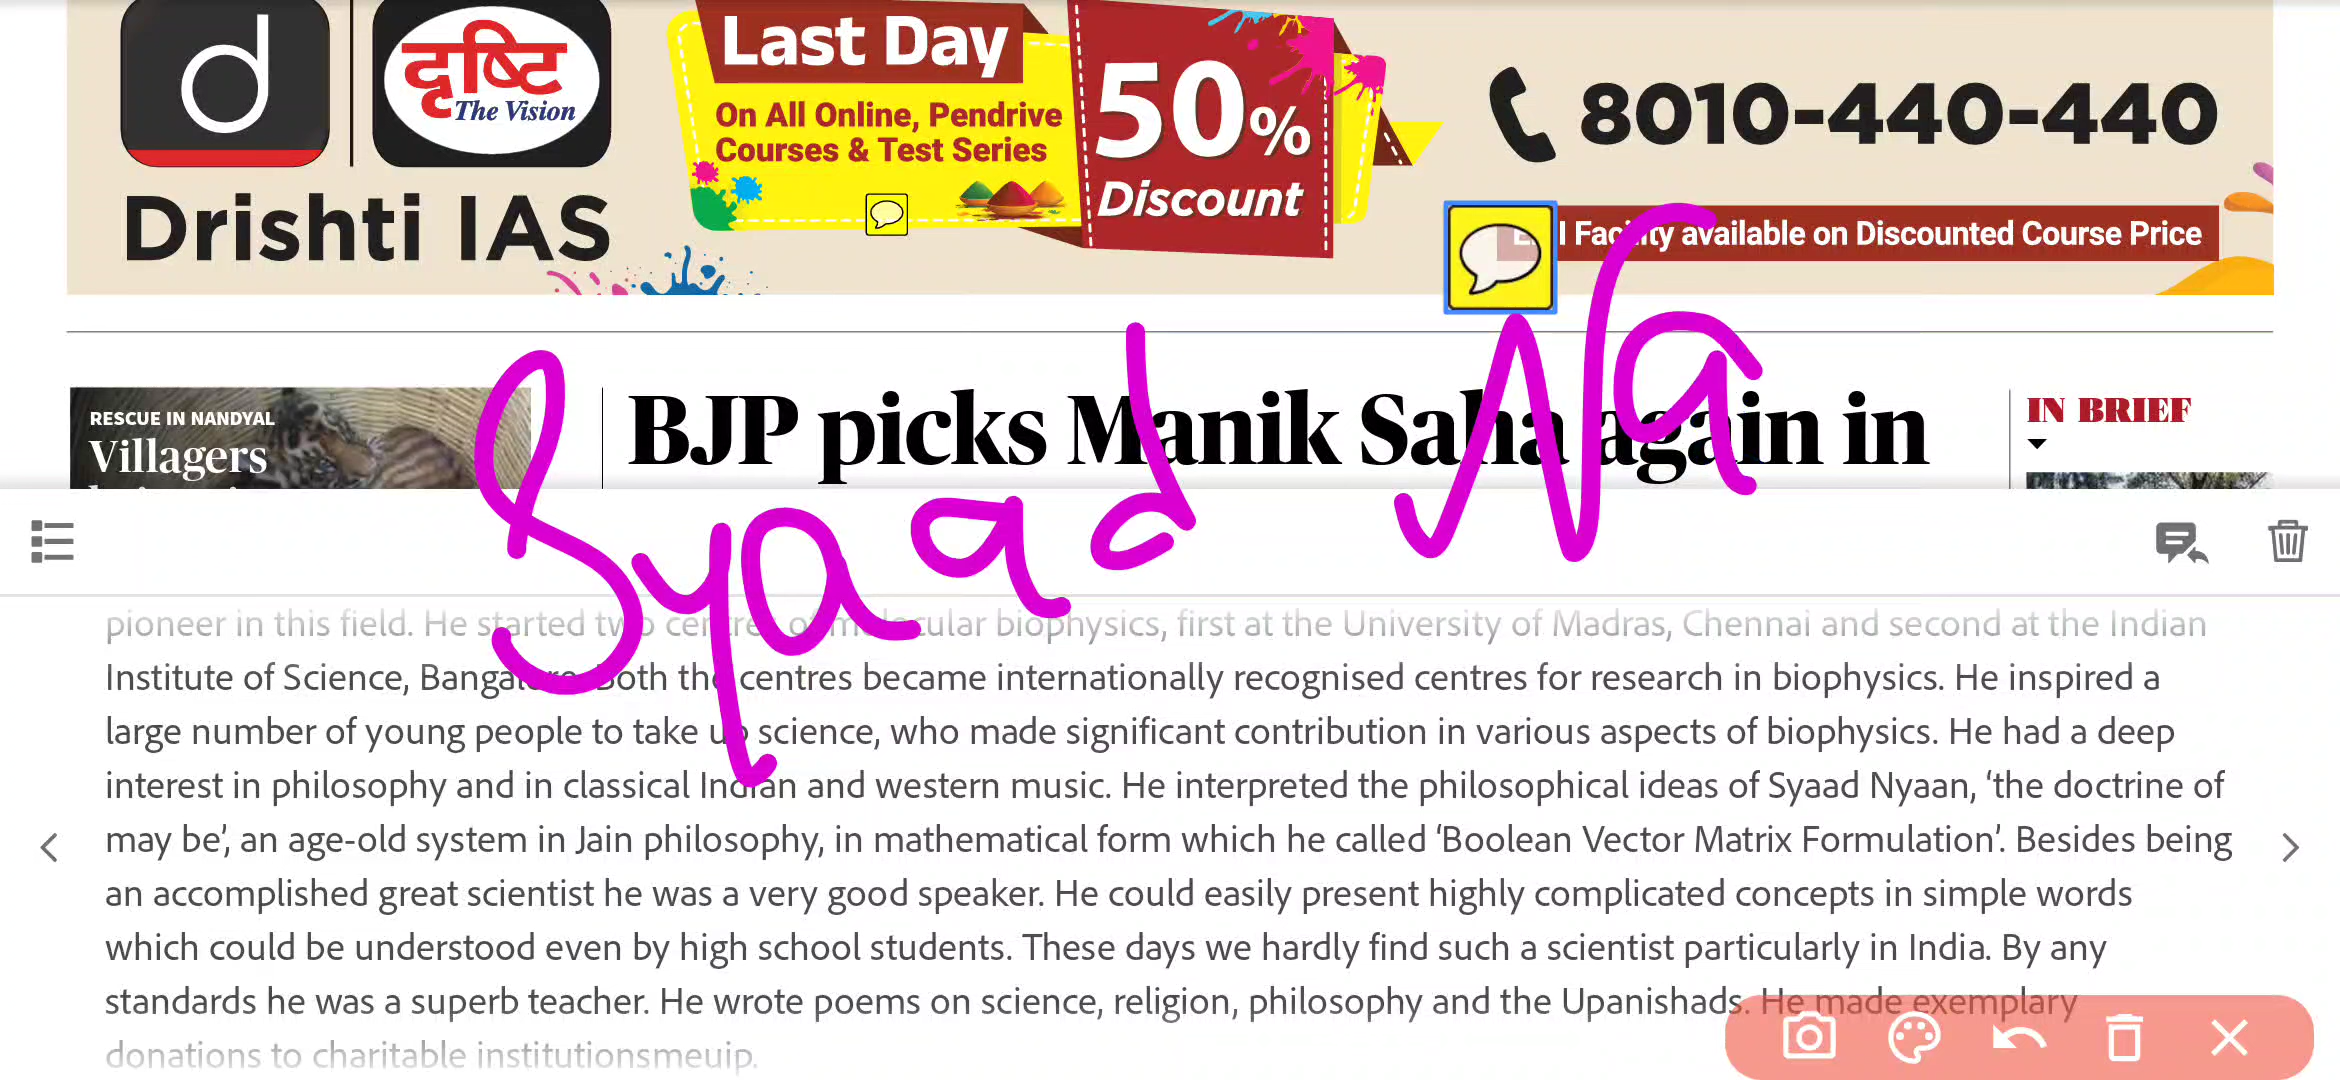 d
दृष्टि
The Vision
Drishti IAS
Last Day
On All Online, Pendrive
Courses & Test Series
50%
Discount
8010-440-440
Facility available on Discounted Course Price
Syaad Na
RESCUE IN NANDYAL
Villagers
BJP picks Manik Saha again in
IN BRIEF
pioneer in this field. He started two centres of molecular biophysics, first at the University of Madras, Chennai and second at the Indian
Institute of Science, Bangalore. Both the centres became internationally recognised centres for research in biophysics. He inspired a
large number of young people to take up science, who made significant contribution in various aspects of biophysics. He had a deep
interest in philosophy and in classical Indian and western music. He interpreted the philosophical ideas of Syaad Nyaan, ‘the doctrine of
may be’, an age-old system in Jain philosophy, in mathematical form which he called ‘Boolean Vector Matrix Formulation’. Besides being
an accomplished great scientist he was a very good speaker. He could easily present highly complicated concepts in simple words
which could be understood even by high school students. These days we hardly find such a scientist particularly in India. By any
standards he was a superb teacher. He wrote poems on science, religion, philosophy and the Upanishads. He made exemplary
donations to charitable institutionsmeuip.